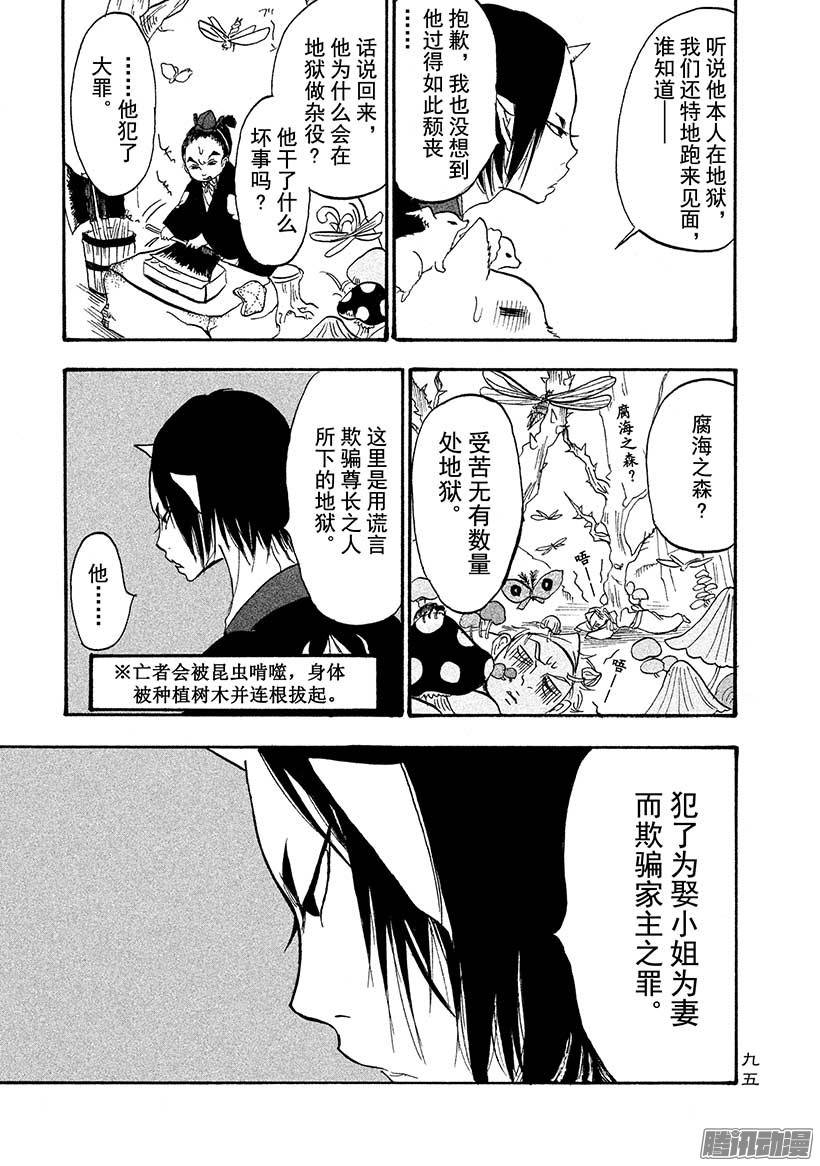 听说他本人在地狱，
我们还特地跑来见面，
谁知道——
抱歉，我也没想到
他过得如此颓丧
……
话说回来，
他为什么会在
地狱做杂役？
他干了什么
坏事吗？
……他犯了
大罪。
腐海之森？
腐海之森？
受苦无有数量
处地狱。
唔
唔
这里是用谎言
欺骗尊长之人
所下的地狱。
他……
※亡者会被昆虫啃噬，身体
被种植树木并连根拔起。
犯了为娶小姐为妻
而欺骗家主之罪。
九五
腾讯动漫